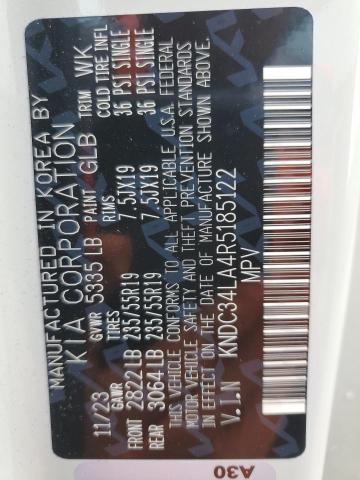 MANUFACTURED IN KOREA BY
KIA CORPORATION
GVWR 5335 LB PAINT GLB TRIM WK
11/23 GAWR TIRES RIMS COLD TIRE INFL
FRONT 2822 LB 235/55R19 7.5JX19 36 PSI SINGLE
REAR 3064 LB 235/55R19 7.5JX19 36 PSI SINGLE
THIS VEHICLE CONFORMS TO ALL APPLICABLE U.S.A. FEDERAL
MOTOR VEHICLE SAFETY AND THEFT PREVENTION STANDARDS
IN EFFECT ON THE DATE OF MANUFACTURE SHOWN ABOVE.
V.I.N KNDC34LA4R5185122
MPV
A30